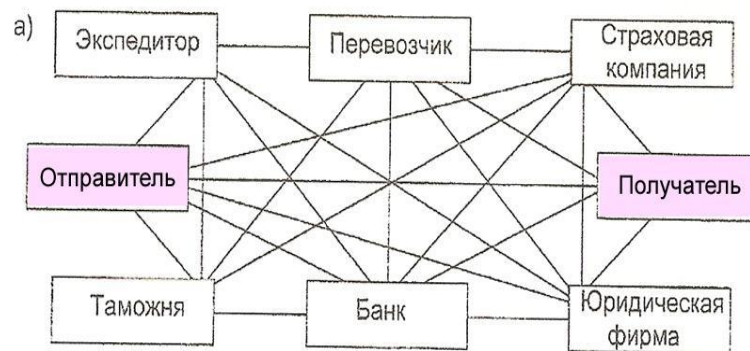 а)
Экспедитор
Перевозчик
Страховая
компания
Отправитель
Получатель
Таможня
Банк
Юридическая
фирма